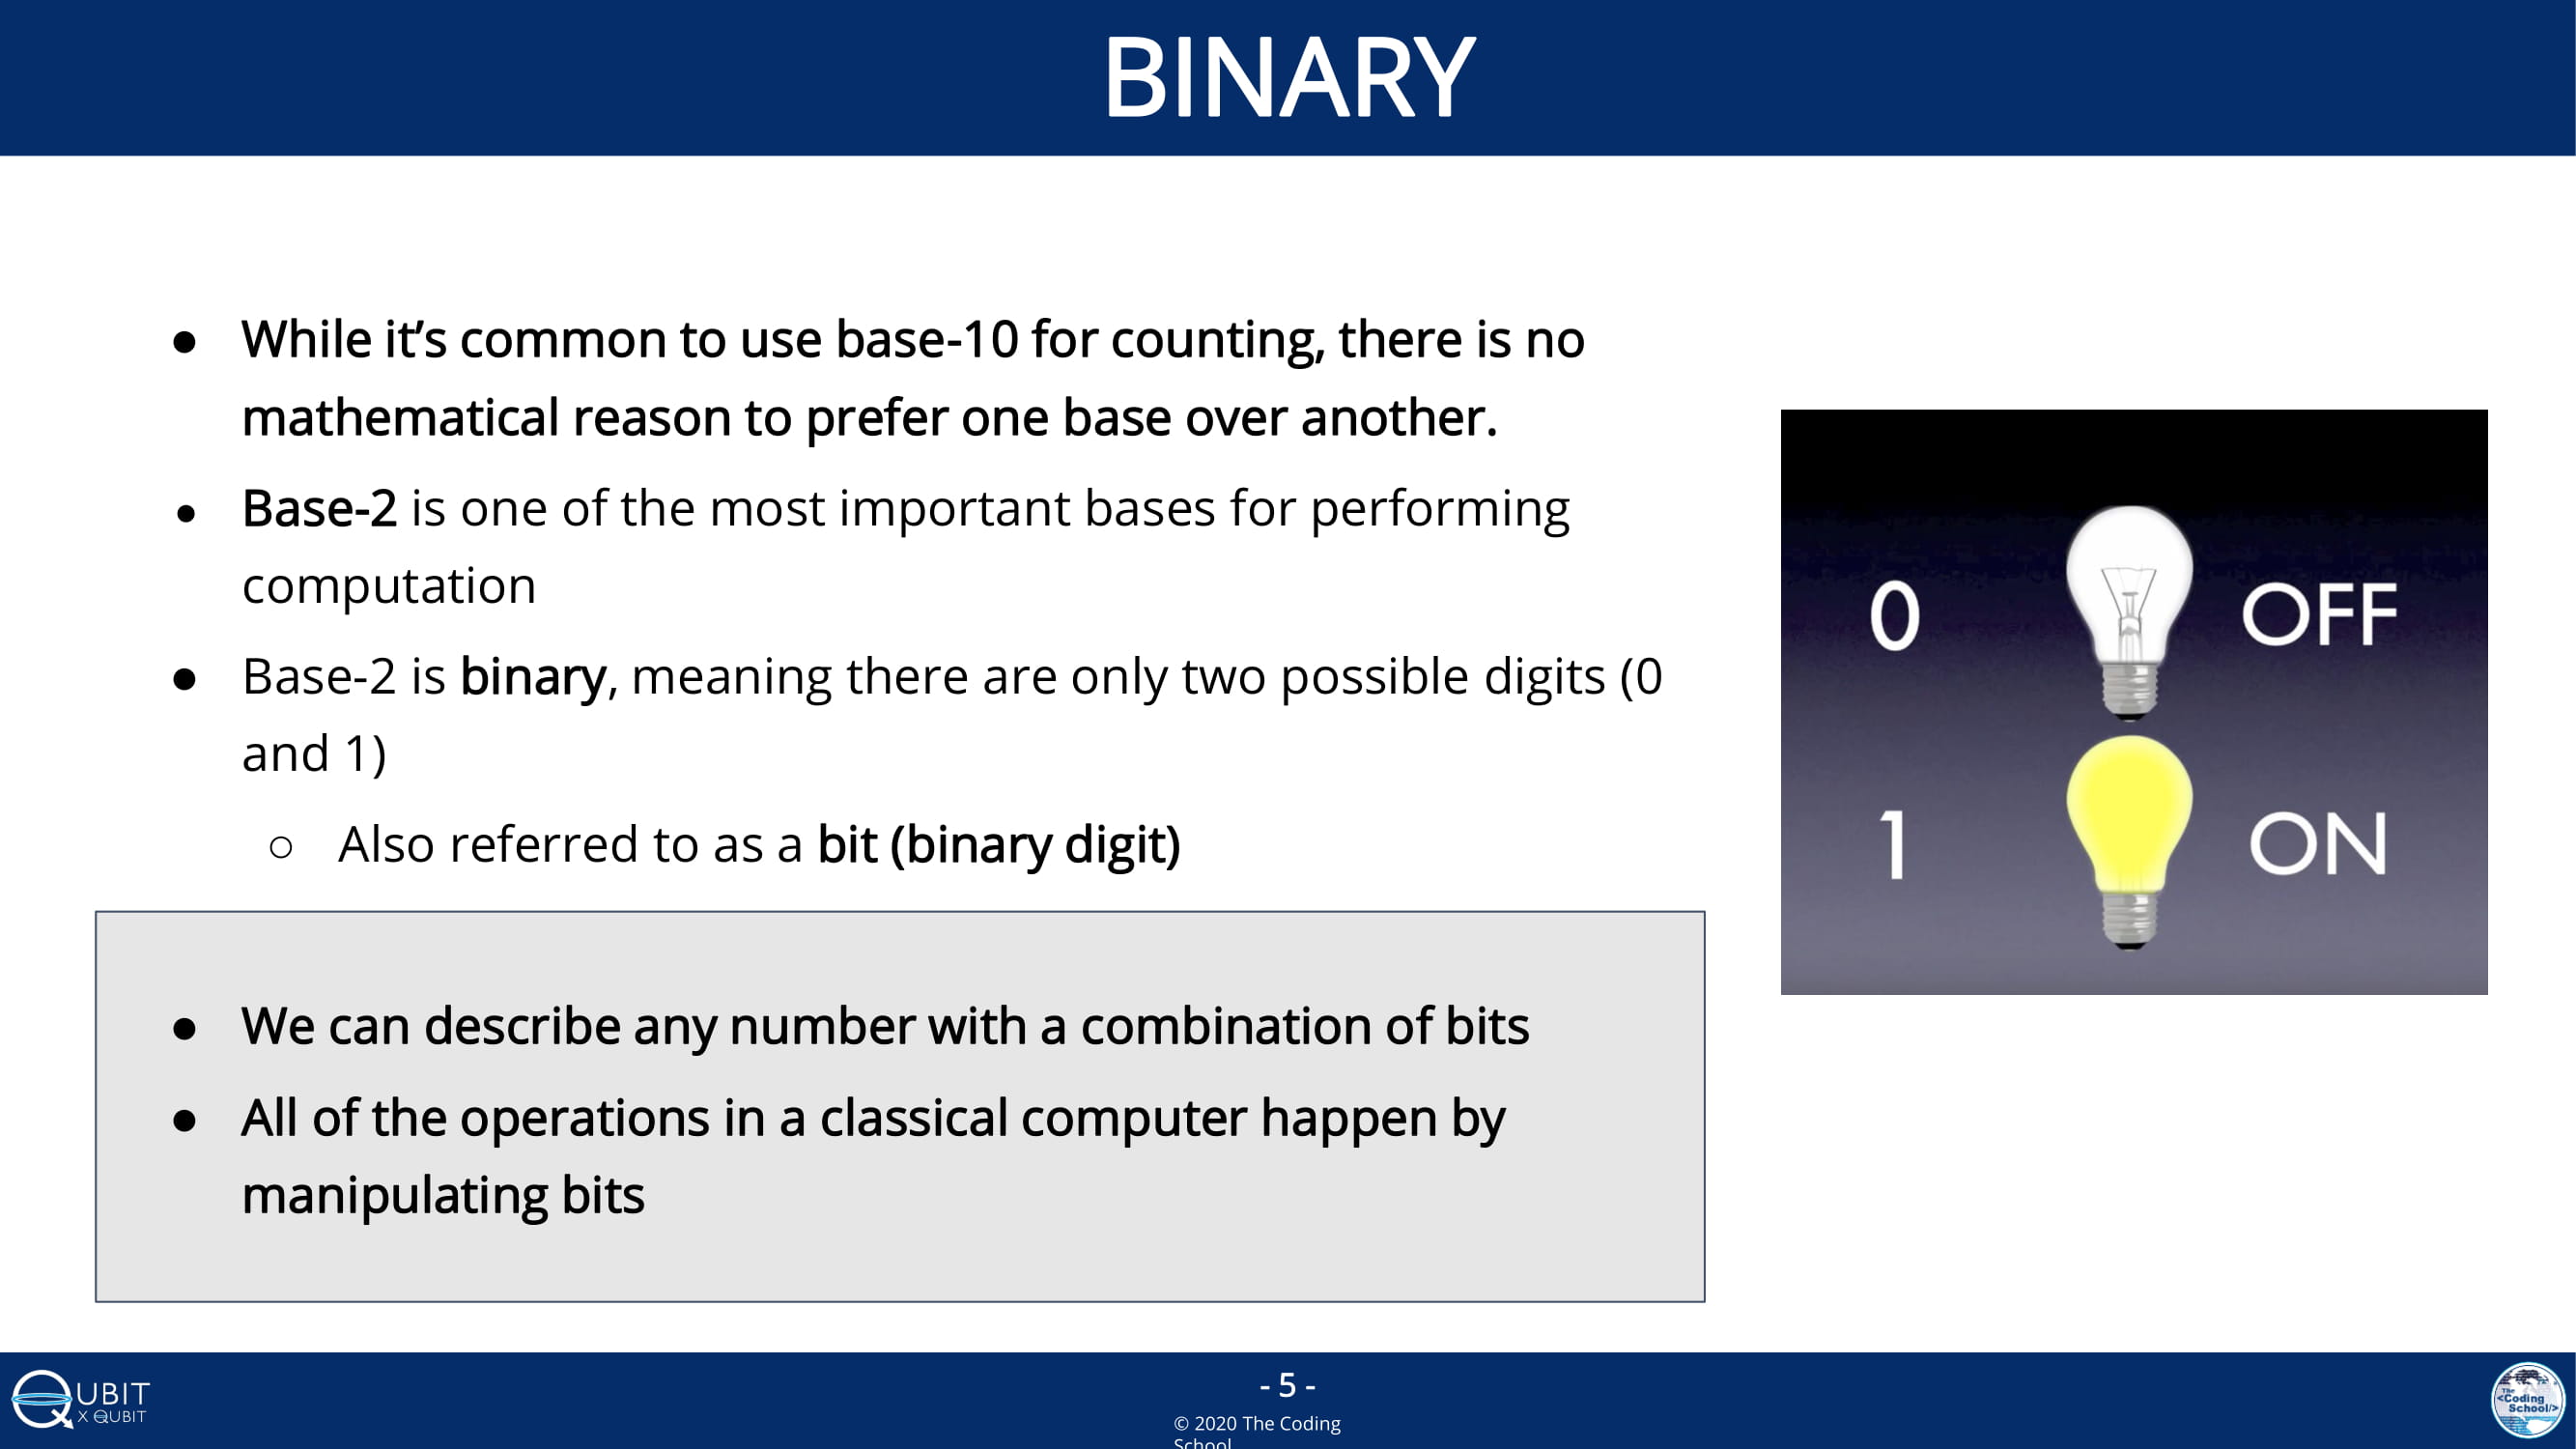 BINARY
● While it’s common to use base-10 for counting, there is no
mathematical reason to prefer one base over another.
● Base-2 is one of the most important bases for performing
computation
● Base-2 is binary, meaning there are only two possible digits (0
and 1)
○ Also referred to as a bit (binary digit)
0 OFF
1 ON
● We can describe any number with a combination of bits
● All of the operations in a classical computer happen by
manipulating bits
QUBIT
X QUBIT
- 5 -
© 2020 The Coding
School
The
<Coding
School/>